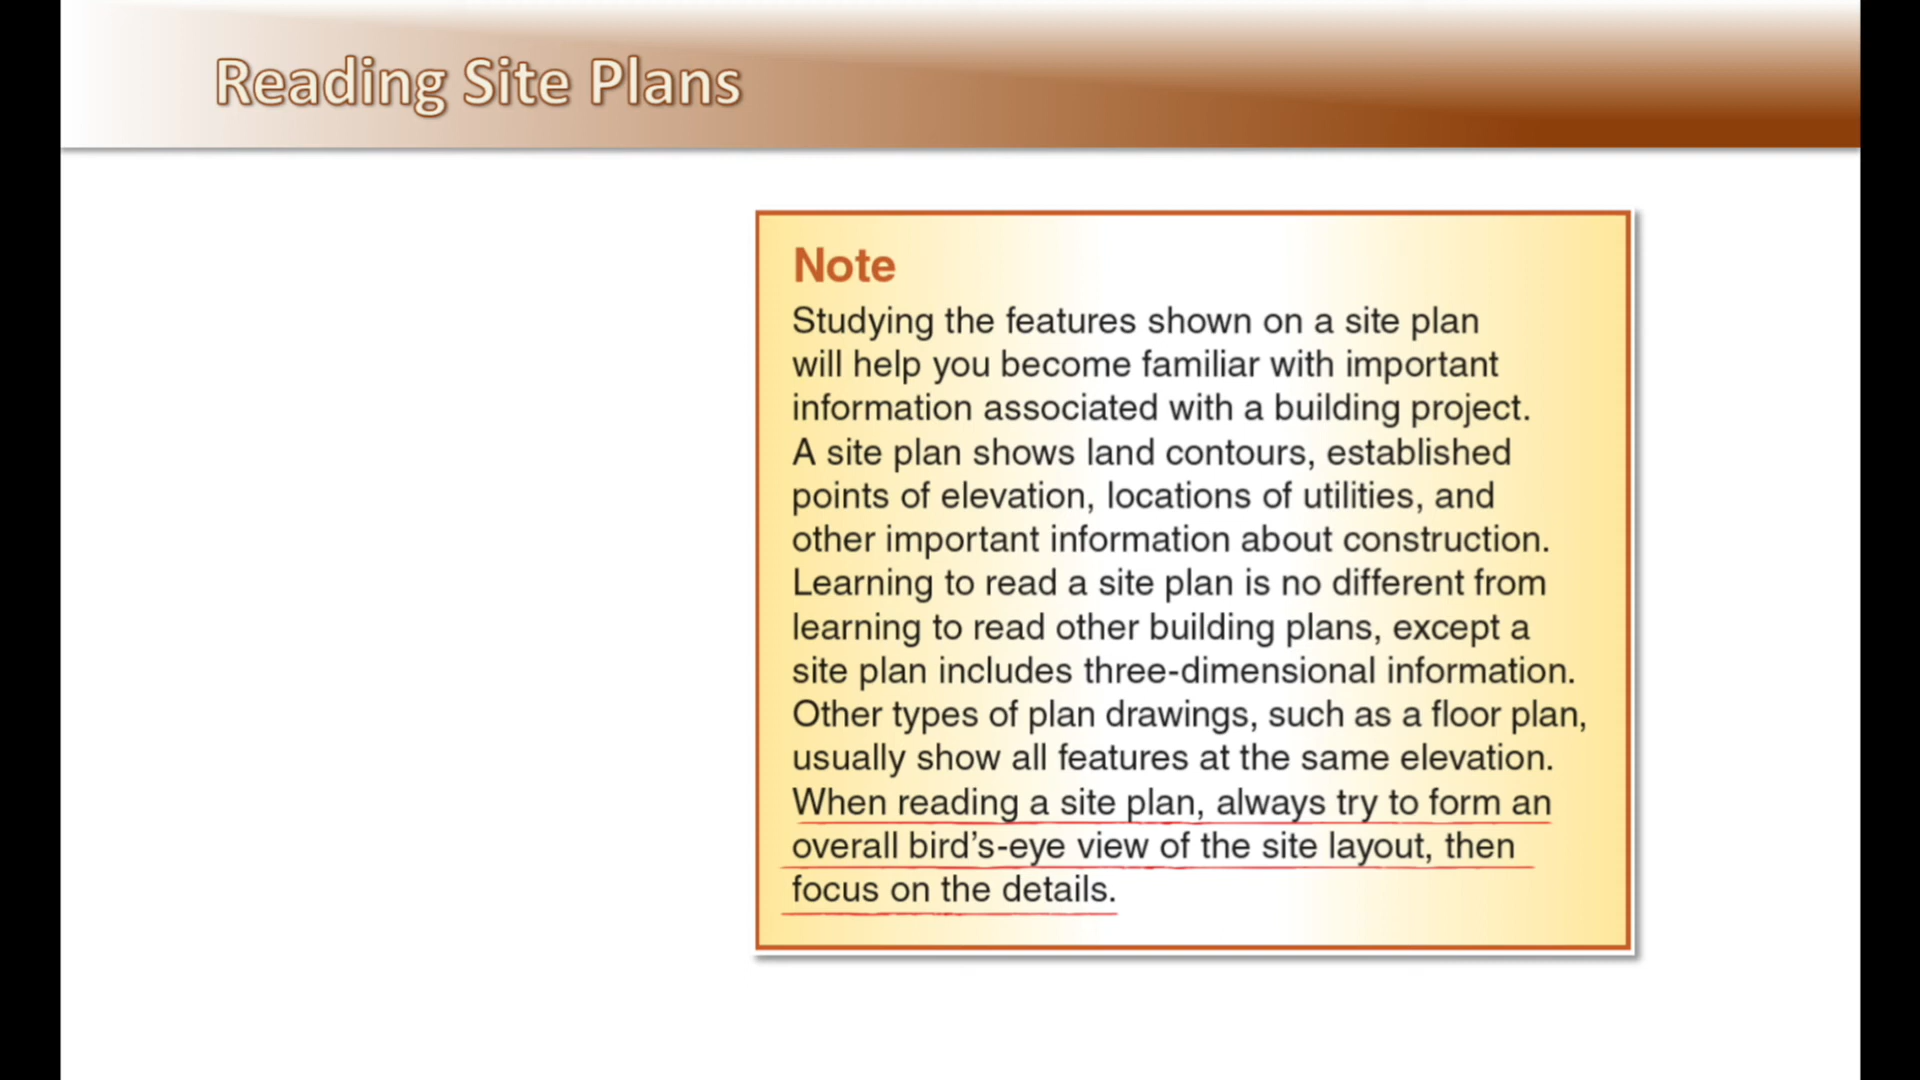 Reading Site Plans
Note
Studying the features shown on a site plan
will help you become familiar with important
information associated with a building project.
A site plan shows land contours, established
points of elevation, locations of utilities, and
other important information about construction.
Learning to read a site plan is no different from
learning to read other building plans, except a
site plan includes three-dimensional information.
Other types of plan drawings, such as a floor plan,
usually show all features at the same elevation.
When reading a site plan, always try to form an
overall bird’s-eye view of the site layout, then
focus on the details.